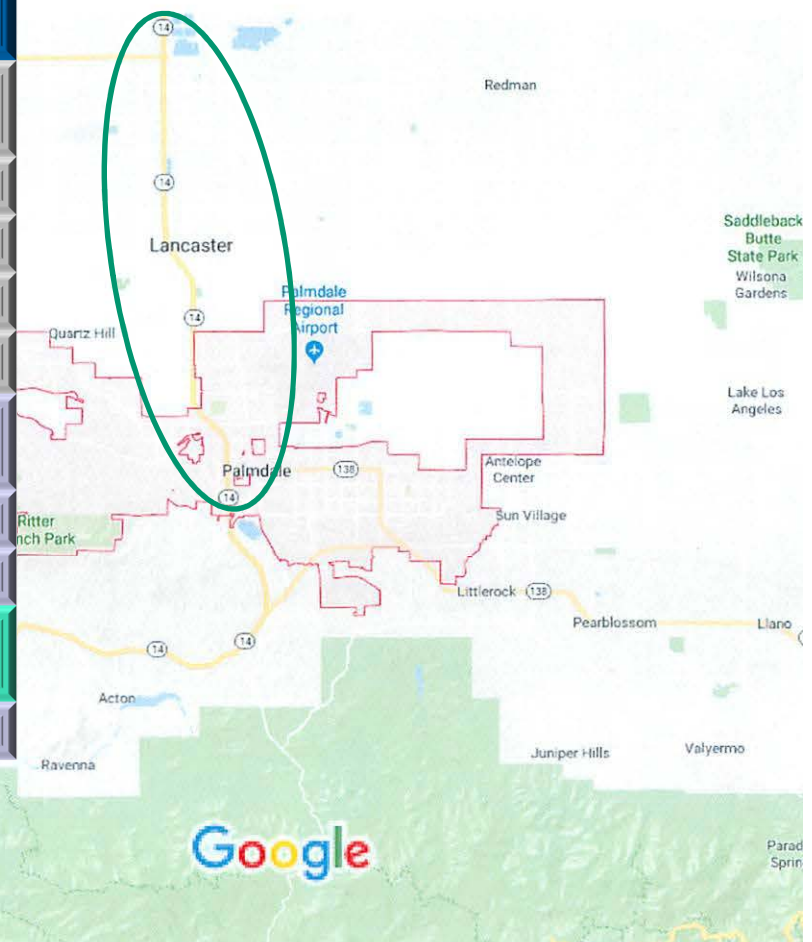 14
Redman
14
Saddleback
Butte
State Park
Lancaster
Wilsona
Gardens
Palmdale
Regional
Airport
14
Quartz Hill
Lake Los
Angeles
Antelope
Center
Palmdale
138
14
Sun Village
Ritter
nch Park
Littlerock
138
Pearblossom
Llano
14
14
Acton
Juniper Hills
Valyermo
Ravenna
Google
Parad
Sprin